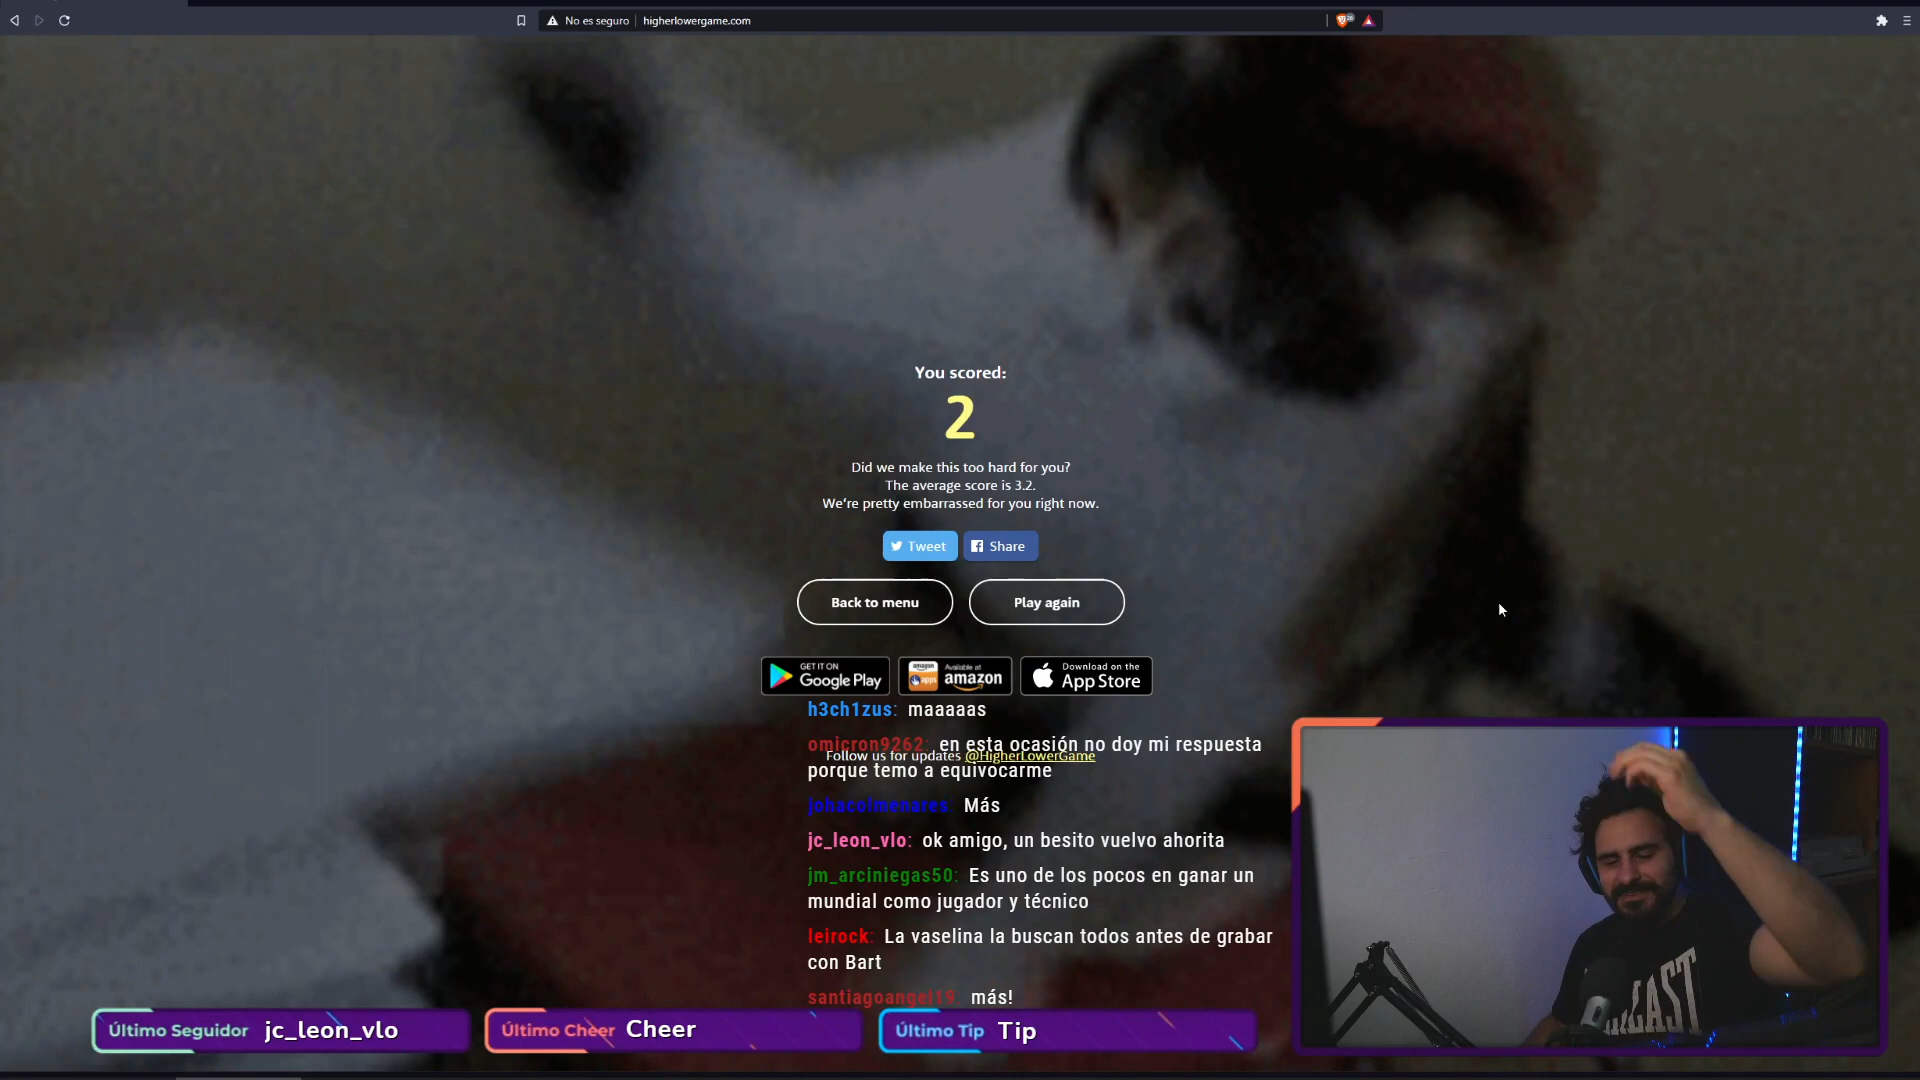 No es seguro
higherlowergame.com
You scored:
2
Did we make this too hard for you?
The average score is 3.2.
We're pretty embarrassed for you right now.
Tweet
Share
Back to menu
Play again
GET IT ON
Google Play
amazon
apps
Available at
amazon
Download on the
App Store
h3ch1zus: maaaaas
omicron9262: en esta ocasión no doy mi respuesta
Follow us for updates @HigherLowerGame
porque temo a equivocarme
johacolmenares: Más
jc_leon_vlo: ok amigo, un besito vuelvo ahorita
jm_arciniegas50: Es uno de los pocos en ganar un
mundial como jugador y técnico
leirock: La vaselina la buscan todos antes de grabar
con Bart
santiagoangel19: más!
Último Seguidor jc_leon_vlo
Último Cheer Cheer
Último Tip Tip